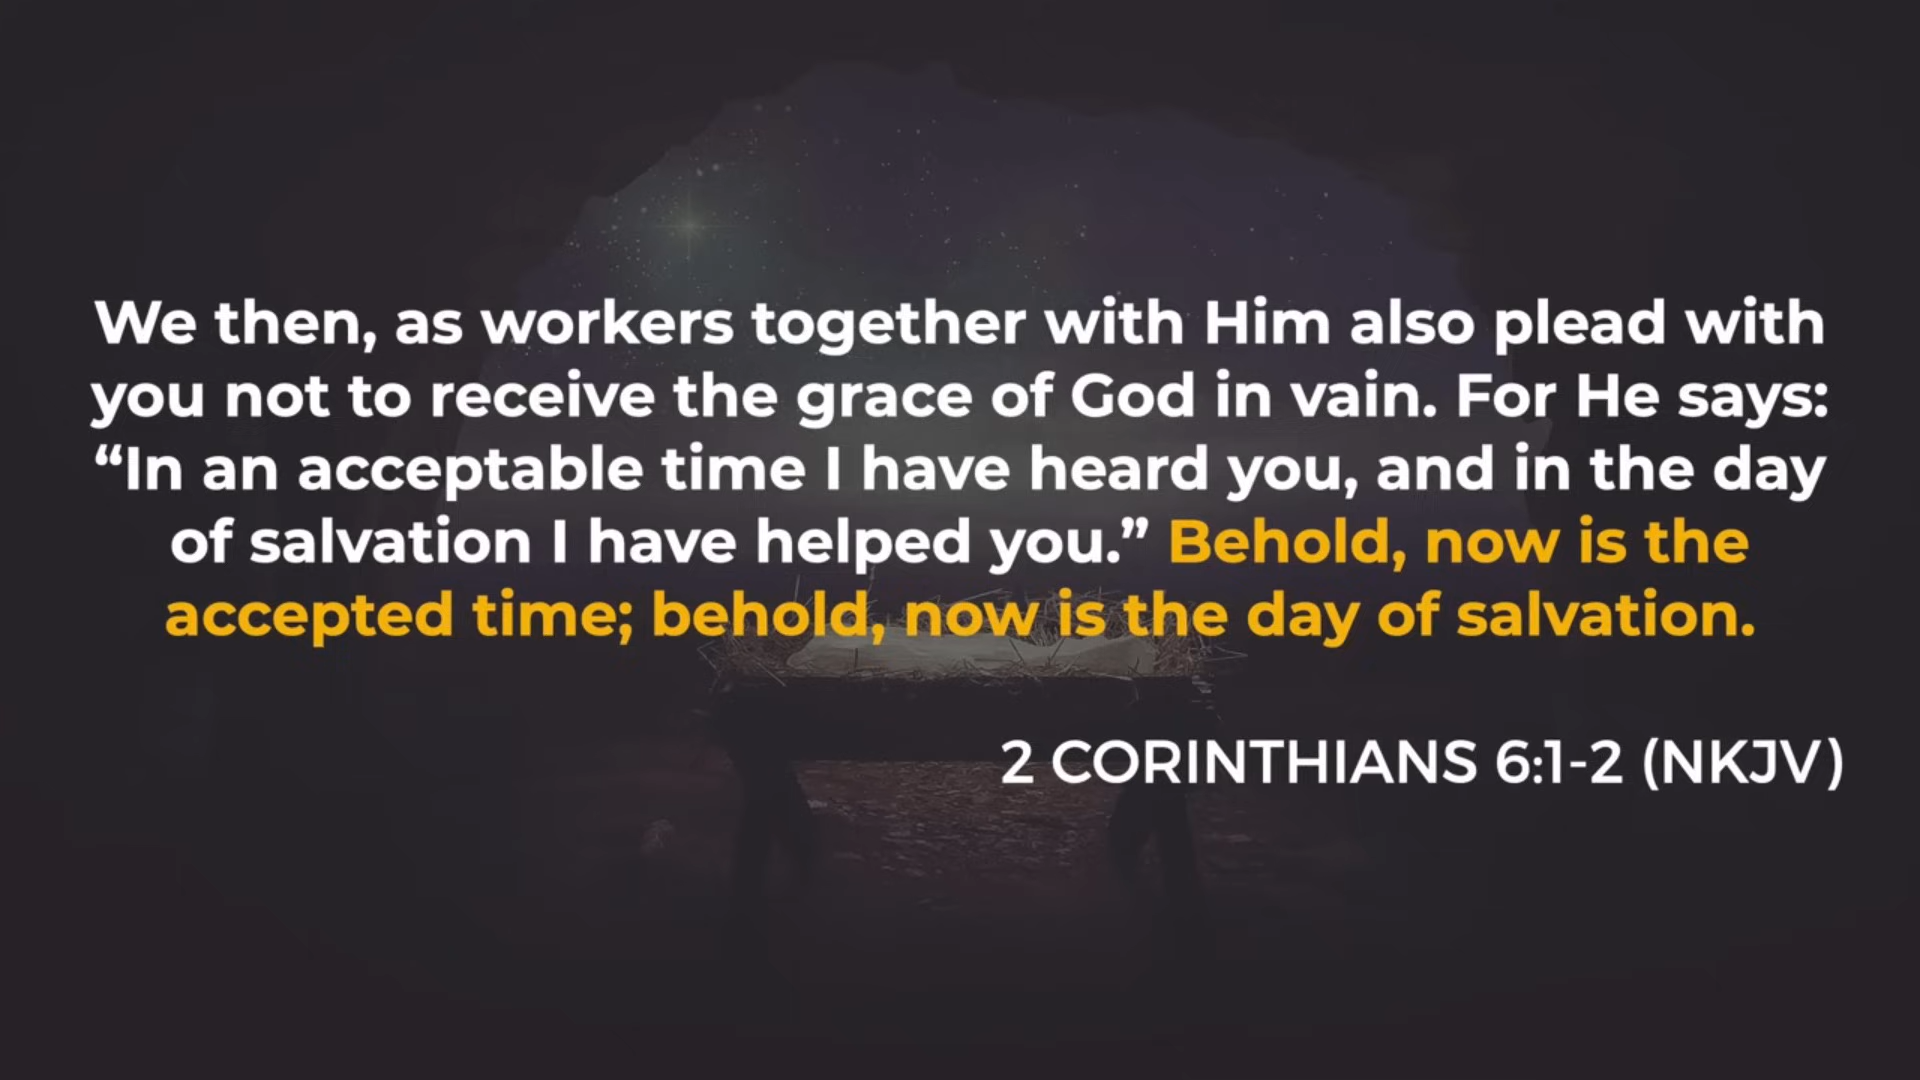 We then, as workers together with Him also plead with
you not to receive the grace of God in vain. For He says:
“In an acceptable time I have heard you, and in the day
of salvation I have helped you.” Behold, now is the
accepted time; behold, now is the day of salvation.
2 CORINTHIANS 6:1-2 (NKJV)